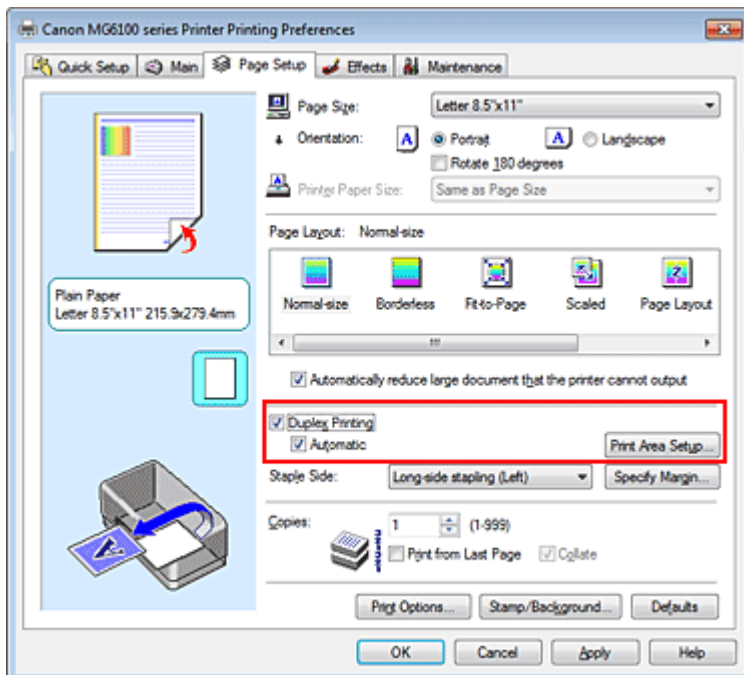 Canon MG6100 series Printer Printing Preferences
Quick Setup Main Page Setup Effects Maintenance
Page Size: Letter 8.5"x11"
Orientation: A Portrait A Landscape
Rotate 180 degrees
Printer Paper Size: Same as Page Size
Page Layout: Normal-size
Normal-size Borderless Fit-to-Page Scaled Page Layout
Plain Paper
Letter 8.5"x11" 215.9x279.4mm
Automatically reduce large document that the printer cannot output
Duplex Printing
Automatic Print Area Setup...
Staple Side: Long-side stapling (Left) Specify Margin...
Copies: 1 (1-999)
Print from Last Page Collate
Print Options... Stamp/Background... Defaults
OK Cancel Apply Help